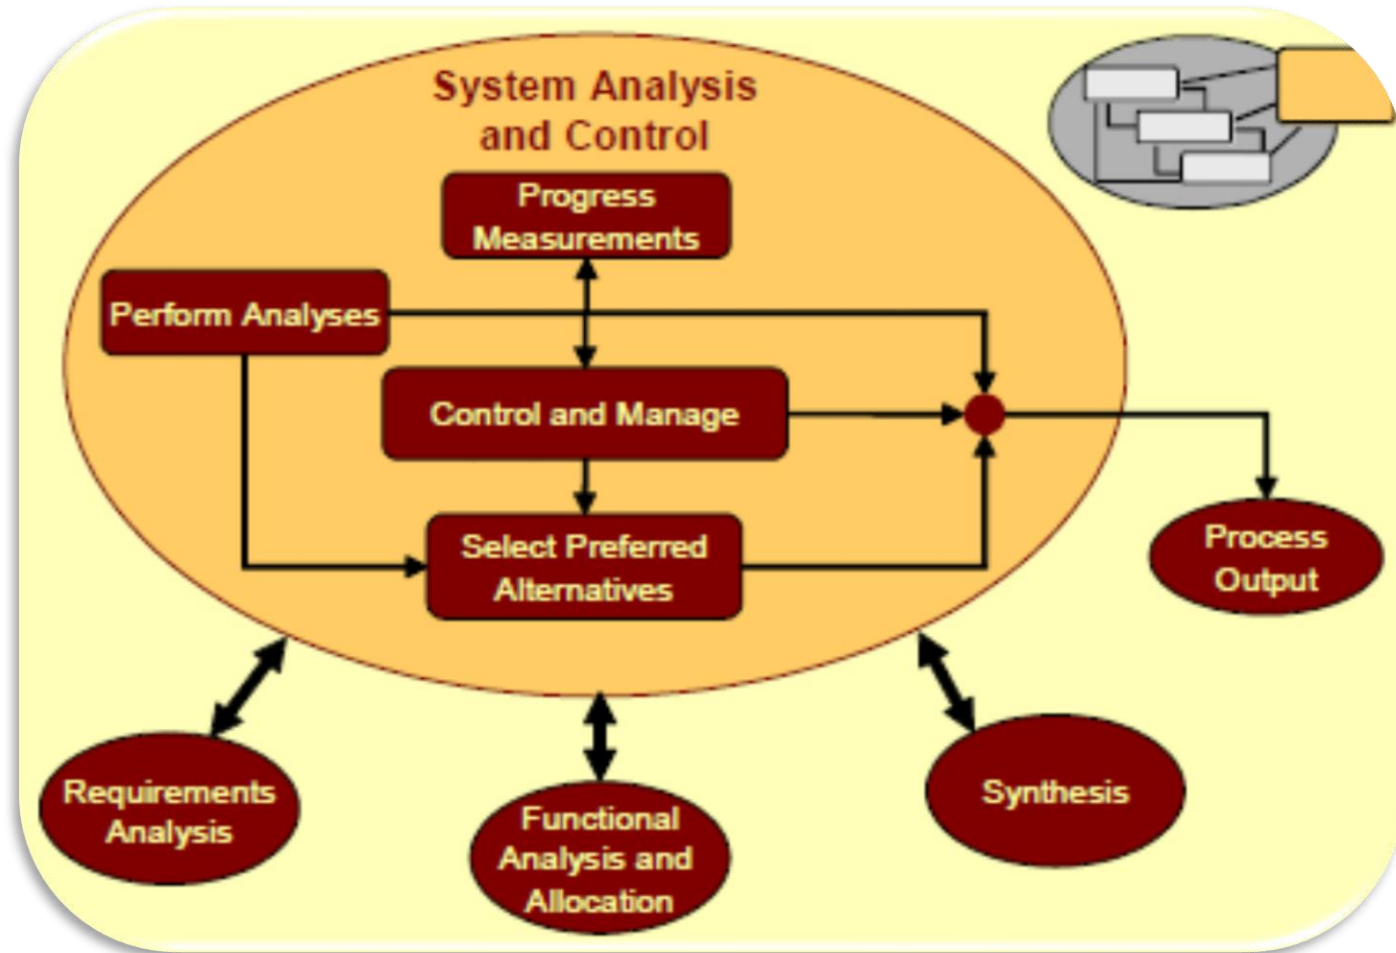 System Analysis
and Control
Progress
Measurements
Perform Analyses
Control and Manage
Select Preferred
Alternatives
Process
Output
Requirements
Analysis
Functional
Analysis and
Allocation
Synthesis